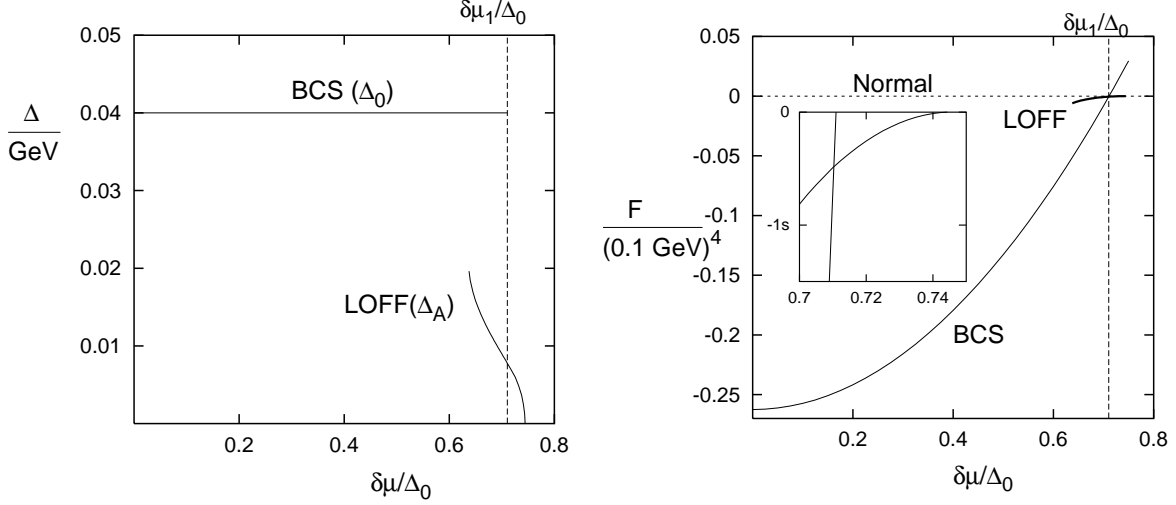 δμ₁/Δ₀
0.05
0.04
0.03
0.02
0.01
Δ
GeV
BCS (Δ₀)
LOFF(Δ_A)
0.2 0.4 0.6 0.8
δμ/Δ₀
δμ₁/Δ₀
0.05
0
-0.05
-0.1
-0.15
-0.2
-0.25
F
(0.1 GeV)⁴
Normal
LOFF
BCS
0
-1s
0.7 0.72 0.74
0.2 0.4 0.6 0.8
δμ/Δ₀